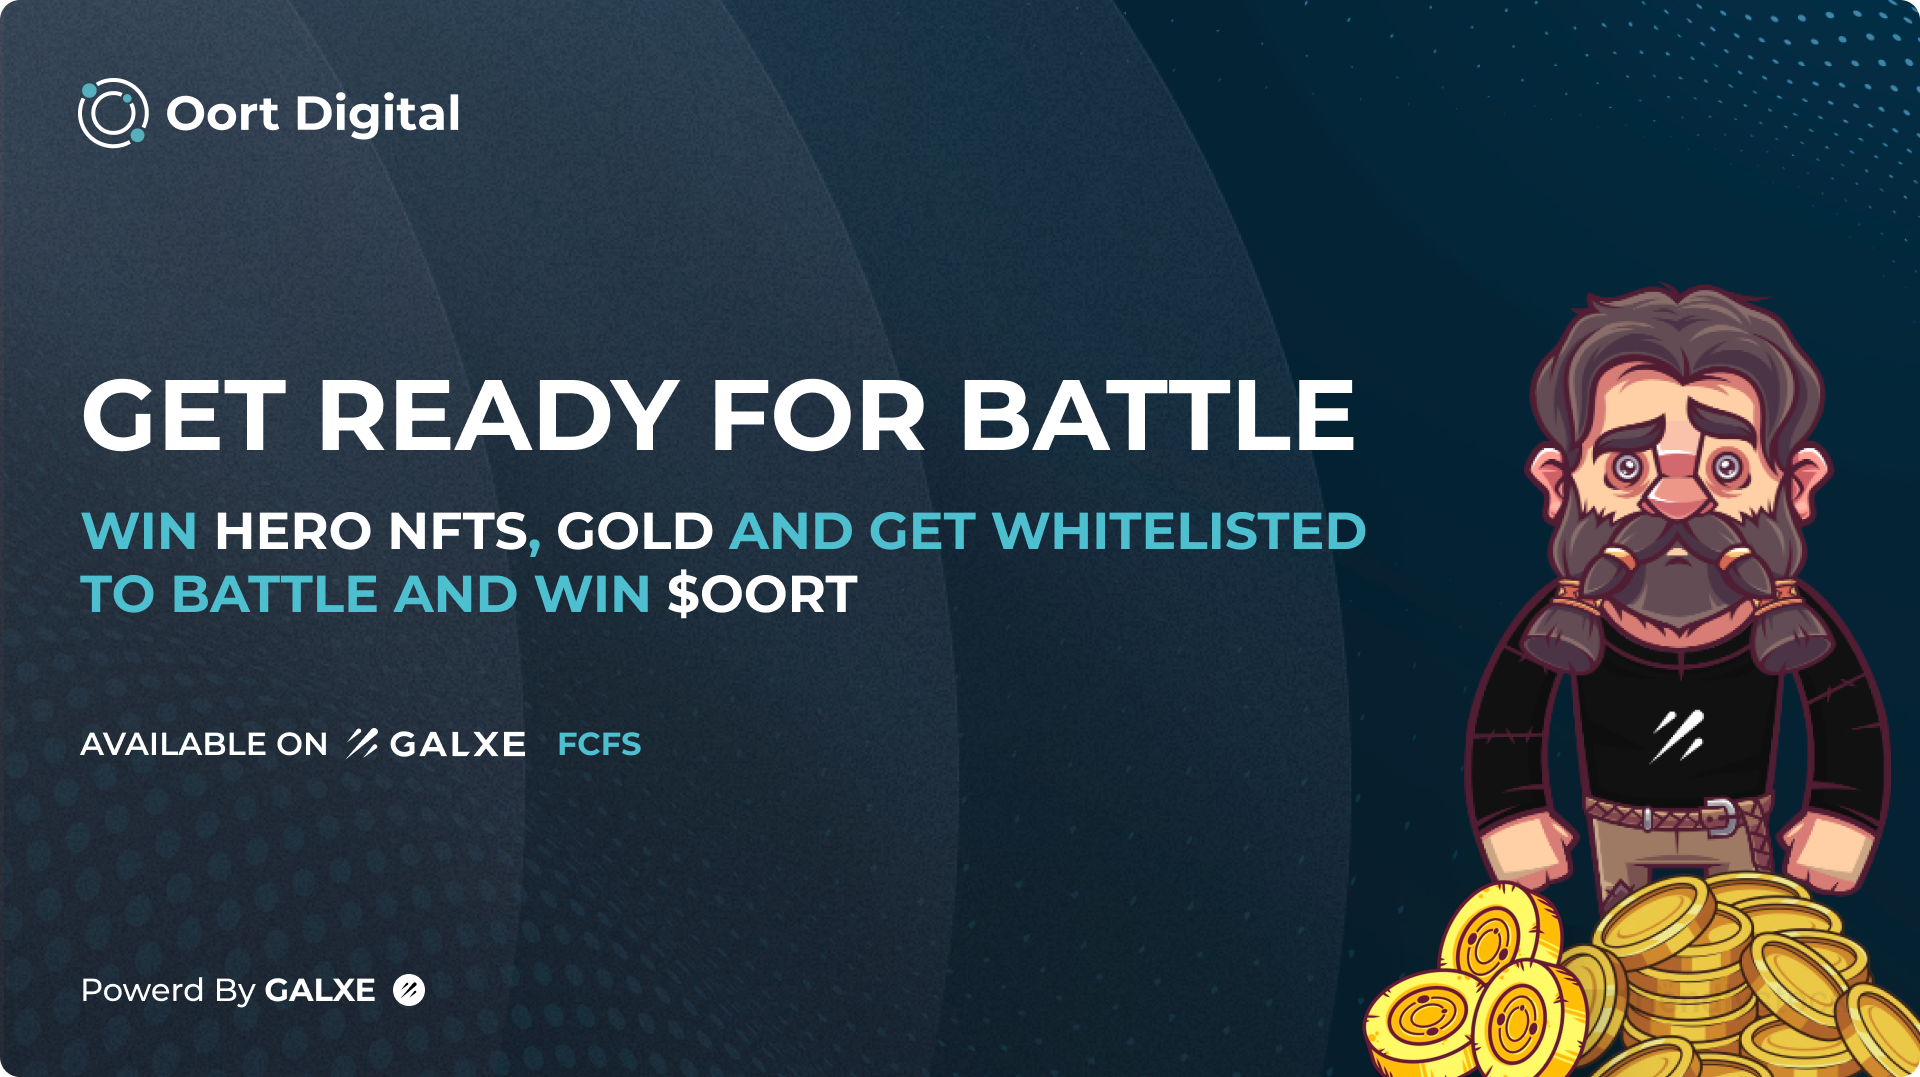 Oort Digital
GET READY FOR BATTLE
WIN HERO NFTS, GOLD AND GET WHITELISTED
TO BATTLE AND WIN $OORT
AVAILABLE ON GALXE FCFS
Powerd By GALXE